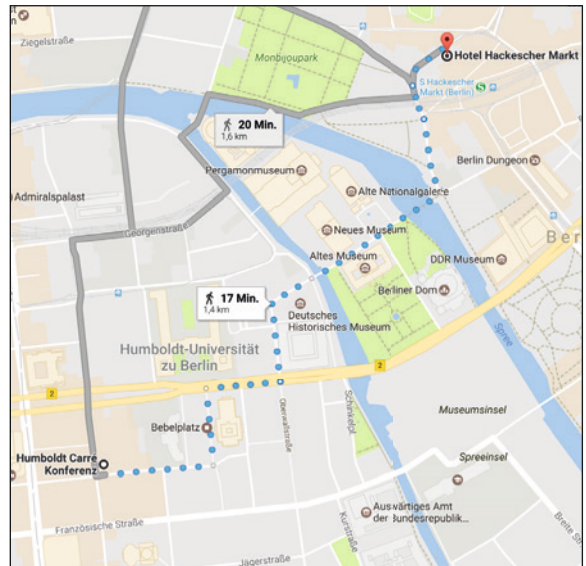 Ziegelstraße
Monbijoupark
Hotel Hackescher Markt
S Hackescher
Markt (Berlin)
20 Min.
1,6 km
Pergamonmuseum
Berlin Dungeon
Admiralspalast
Alte Nationalgalerie
Georgenstraße
Neues Museum
Altes Museum
DDR Museum
Ber
17 Min.
1,4 km
Berliner Dom
Deutsches
Historisches Museum
Spree
Humboldt-Universität
zu Berlin
2
2
Museumsinsel
Bebelplatz
Oberwallstraße
Schinkelpl
Humboldt Carré
Konferenz
Spreeinsel
Auswärtiges Amt
der Bundesrepublik...
Französische Straße
Kurstraße
Breite Str
Jägerstraße